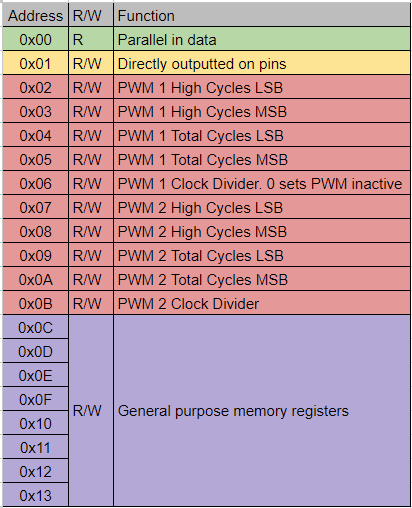 Address R/W Function
0x00 R Parallel in data
0x01 R/W Directly outputted on pins
0x02 R/W PWM 1 High Cycles LSB
0x03 R/W PWM 1 High Cycles MSB
0x04 R/W PWM 1 Total Cycles LSB
0x05 R/W PWM 1 Total Cycles MSB
0x06 R/W PWM 1 Clock Divider. 0 sets PWM inactive
0x07 R/W PWM 2 High Cycles LSB
0x08 R/W PWM 2 High Cycles MSB
0x09 R/W PWM 2 Total Cycles LSB
0x0A R/W PWM 2 Total Cycles MSB
0x0B R/W PWM 2 Clock Divider
0x0C
0x0D
0x0E
0x0F
R/W General purpose memory registers
0x10
0x11
0x12
0x13